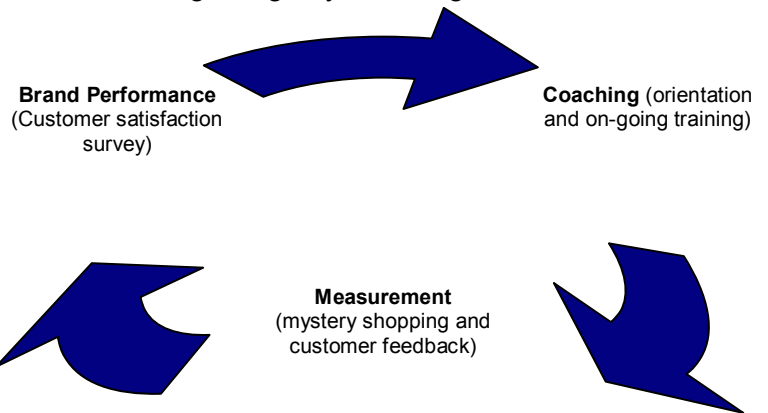 Brand Performance
(Customer satisfaction
survey)
Coaching (orientation
and on-going training)
Measurement
(mystery shopping and
customer feedback)